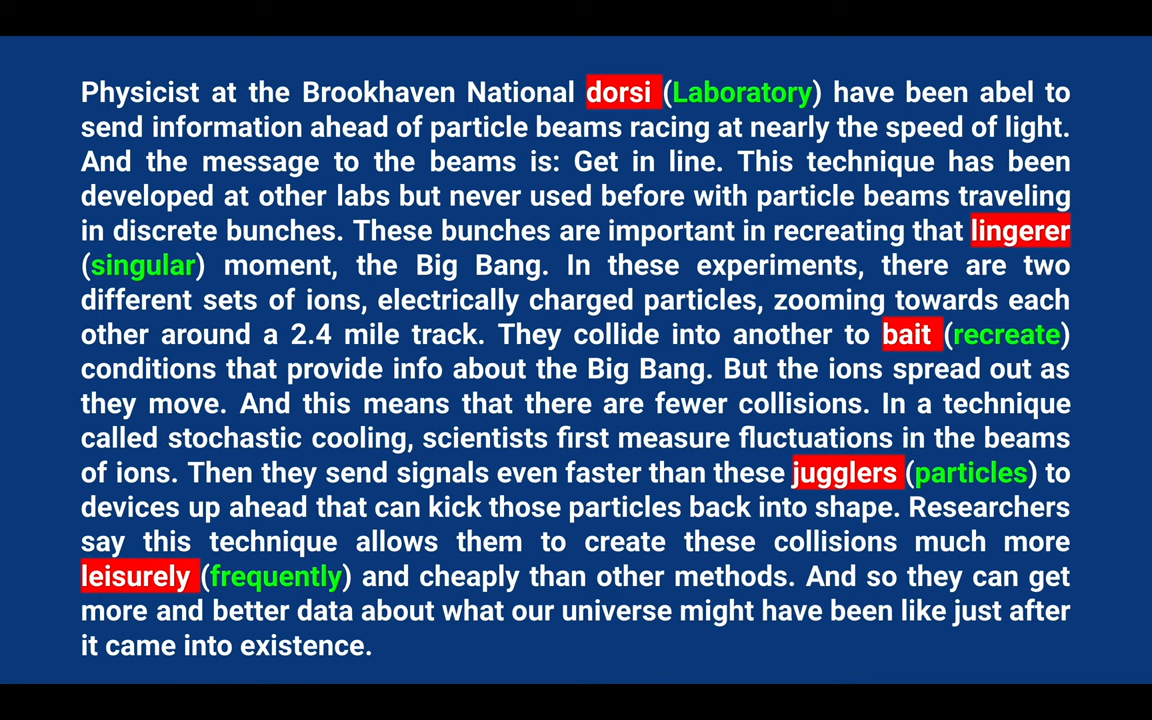 Physicist at the Brookhaven National dorsi (Laboratory) have been abel to
send information ahead of particle beams racing at nearly the speed of light.
And the message to the beams is: Get in line. This technique has been
developed at other labs but never used before with particle beams traveling
in discrete bunches. These bunches are important in recreating that lingerer
(singular) moment, the Big Bang. In these experiments, there are two
different sets of ions, electrically charged particles, zooming towards each
other around a 2.4 mile track. They collide into another to bait (recreate)
conditions that provide info about the Big Bang. But the ions spread out as
they move. And this means that there are fewer collisions. In a technique
called stochastic cooling, scientists first measure fluctuations in the beams
of ions. Then they send signals even faster than these jugglers (particles) to
devices up ahead that can kick those particles back into shape. Researchers
say this technique allows them to create these collisions much more
leisurely (frequently) and cheaply than other methods. And so they can get
more and better data about what our universe might have been like just after
it came into existence.